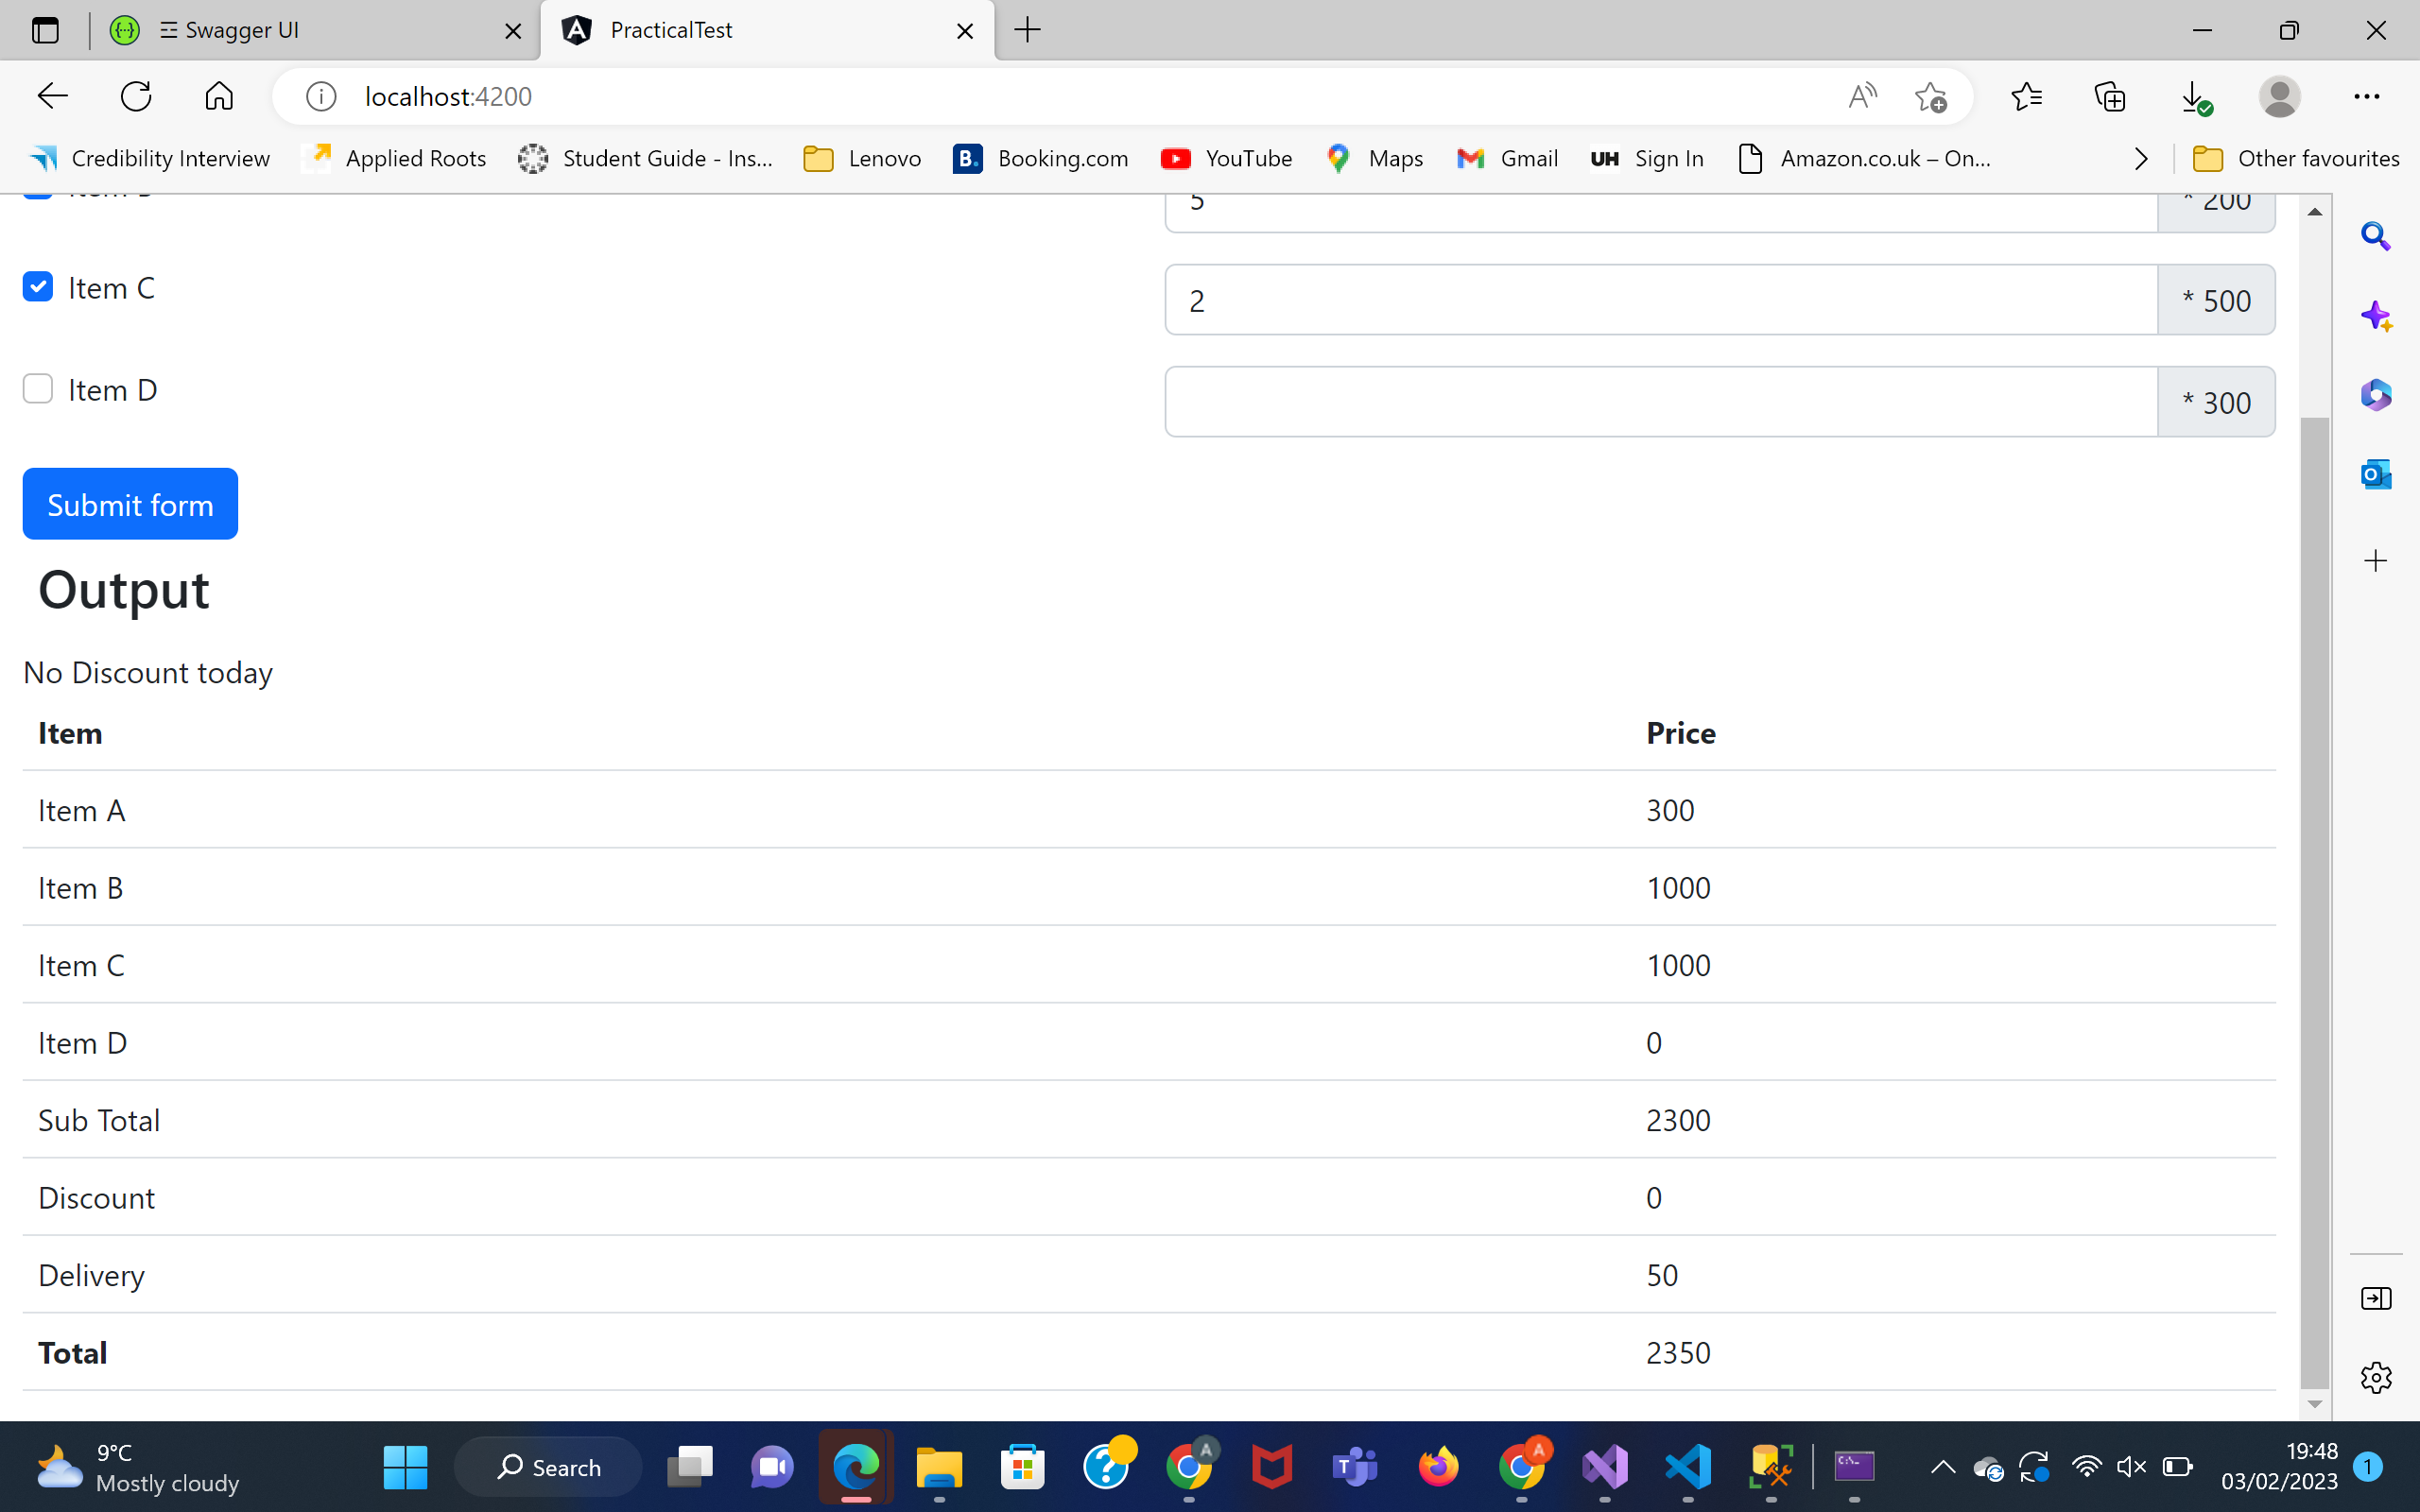 Swagger UI
PracticalTest
localhost:4200
Credibility Interview
Applied Roots
Student Guide - Ins...
Lenovo
B. Booking.com
YouTube
Maps
Gmail
UH Sign In
Amazon.co.uk – On...
Other favourites
5 * 200
Item C 2 * 500
Item D * 300
Submit form
Output
No Discount today
Item Price
Item A 300
Item B 1000
Item C 1000
Item D 0
Sub Total 2300
Discount 0
Delivery 50
Total 2350
9°C
Mostly cloudy
Search
19:48
03/02/2023
1